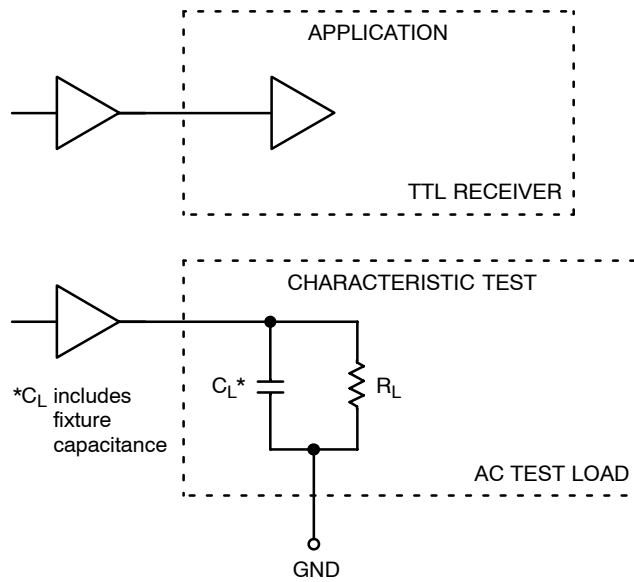 APPLICATION
TTL RECEIVER
CHARACTERISTIC TEST
*CL includes
fixture
capacitance
CL*
RL
AC TEST LOAD
GND